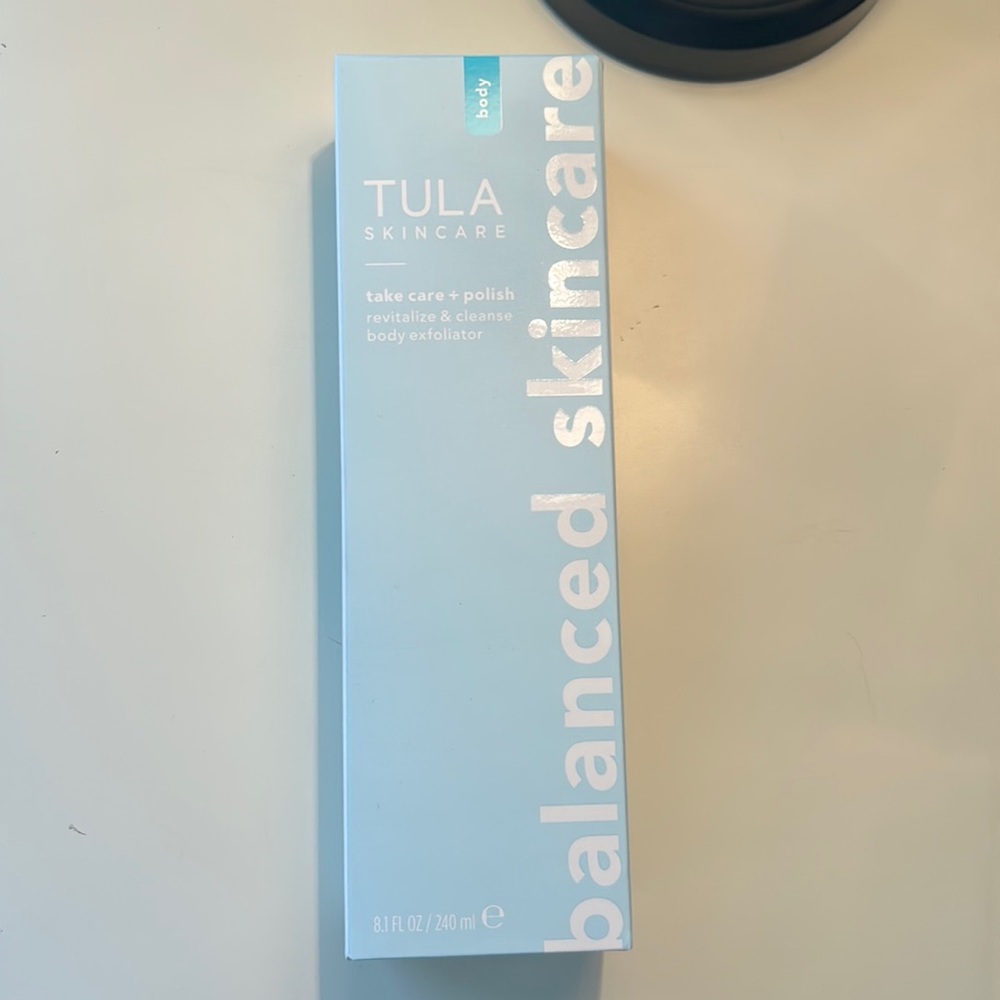 body
TULA
SKINCARE
take care + polish
revitalize & cleanse
body exfoliator
balanced skincare
8.1 FL OZ / 240 ml ℮